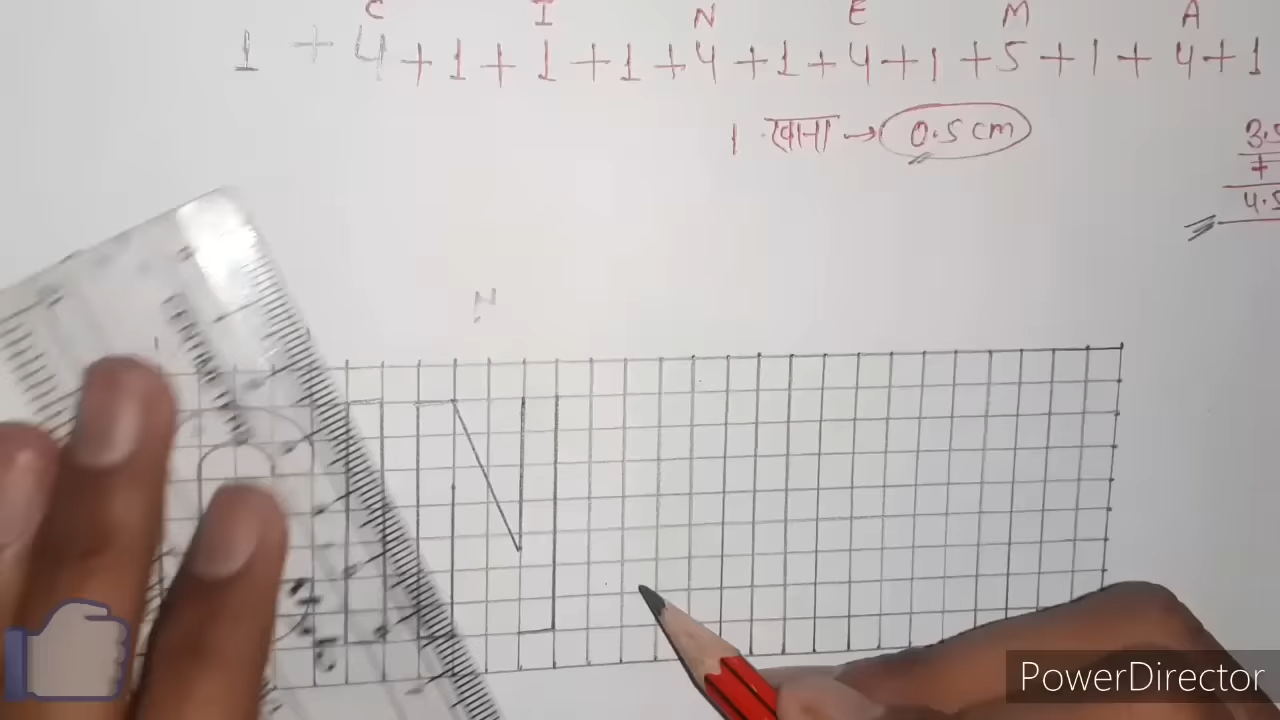 C I N E M A
1 + 4 + 1 + 1 + 1 + 4 + 1 + 4 + 1 + 5 + 1 + 4 + 1
1 खाना → 0.5 cm
N
PowerDirector